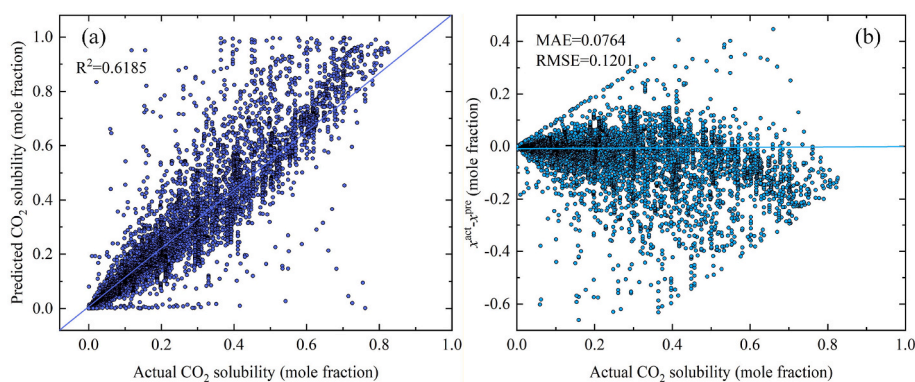 (a)
R²=0.6185
1.0
0.8
0.6
0.4
0.2
0.0
Predicted CO₂ solubility (mole fraction)
0.0 0.2 0.4 0.6 0.8 1.0
Actual CO₂ solubility (mole fraction)
(b)
MAE=0.0764
RMSE=0.1201
0.4
0.2
0.0
-0.2
-0.4
-0.6
xᵃᶜᵗ-xᵖʳᵉ (mole fraction)
0.0 0.2 0.4 0.6 0.8 1.0
Actual CO₂ solubility (mole fraction)